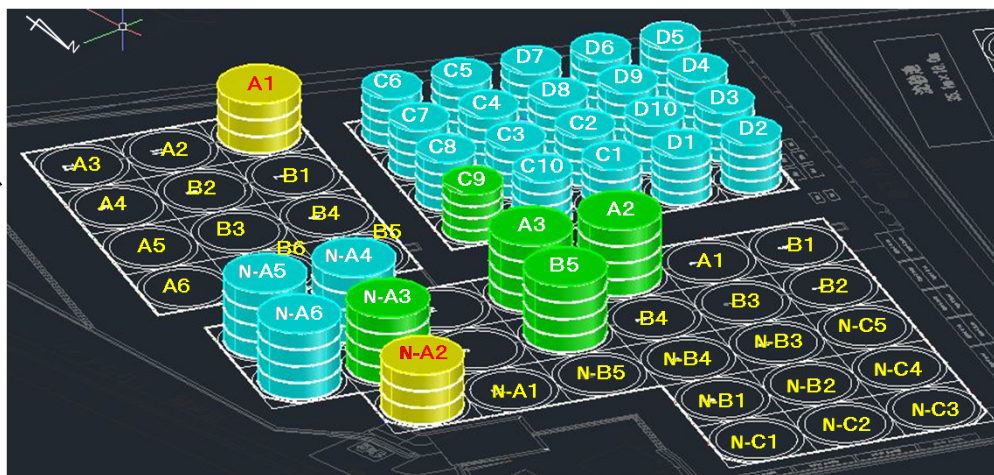 N
A1
D5
D6
D7
C5
C6
D4
D9
D8
C4
C7
D3
D10
C2
C3
C8
D2
D1
C1
C10
C9
A3
A2
B1
A4
B2
B4
A5
B3
B5
B6
A6
A3
A2
B5
A1
B1
B4
B3
B2
N-A4
N-A5
N-A6
N-A3
N-A2
N-A1
N-B5
N-B4
N-B3
N-C5
N-B1
N-B2
N-C4
N-C1
N-C2
N-C3